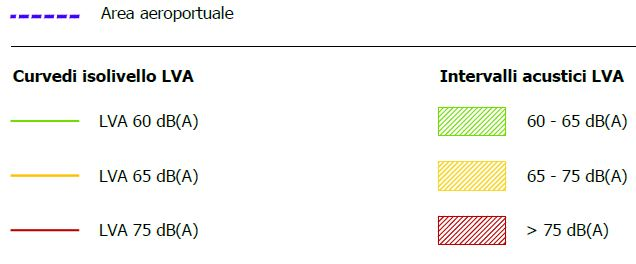 Area aeroportuale
Curvedi isolivello LVA
Intervalli acustici LVA
LVA 60 dB(A)
60 - 65 dB(A)
LVA 65 dB(A)
65 - 75 dB(A)
LVA 75 dB(A)
> 75 dB(A)